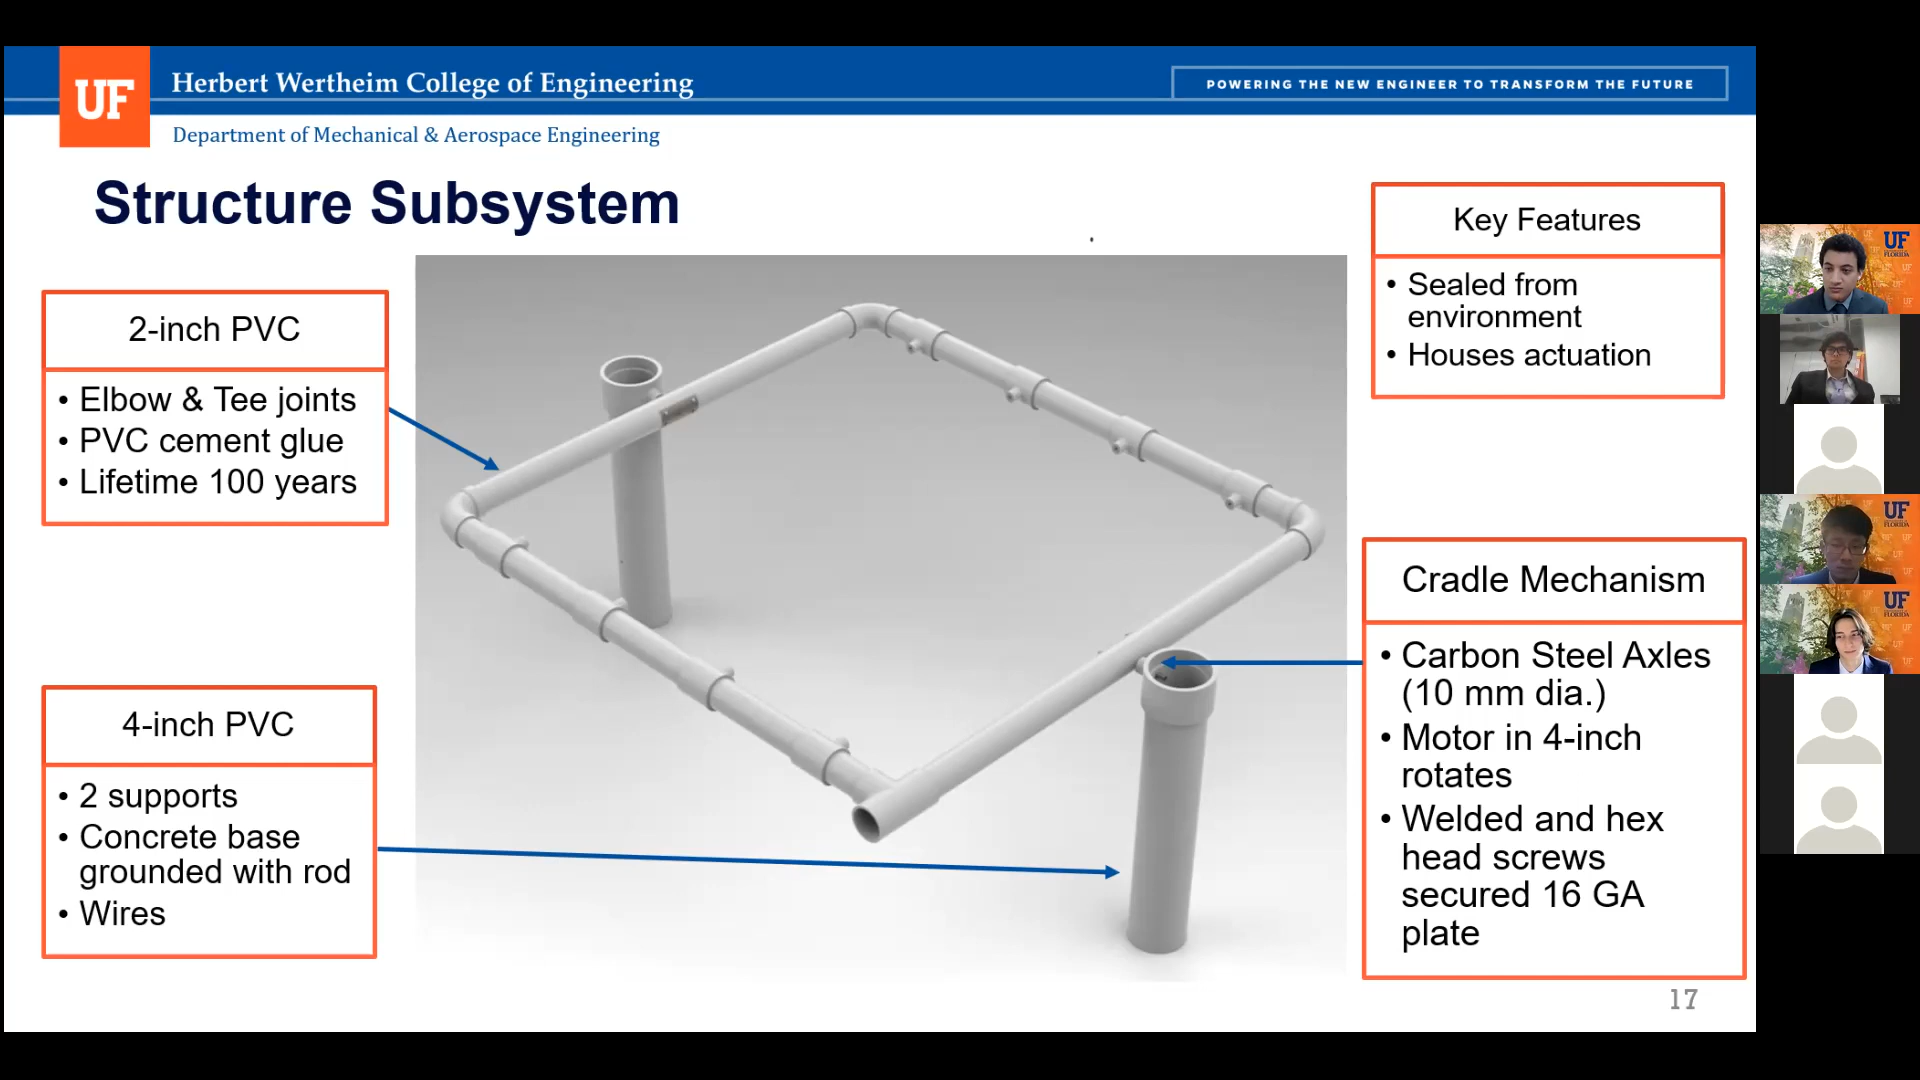 UF
Herbert Wertheim College of Engineering
POWERING THE NEW ENGINEER TO TRANSFORM THE FUTURE
Department of Mechanical & Aerospace Engineering
Structure Subsystem
2-inch PVC
• Elbow & Tee joints
• PVC cement glue
• Lifetime 100 years
4-inch PVC
• 2 supports
• Concrete base
grounded with rod
• Wires
Key Features
• Sealed from
environment
• Houses actuation
Cradle Mechanism
• Carbon Steel Axles
(10 mm dia.)
• Motor in 4-inch
rotates
• Welded and hex
head screws
secured 16 GA
plate
17
UF
FLORIDA
UF
FLORIDA
UF
FLORIDA